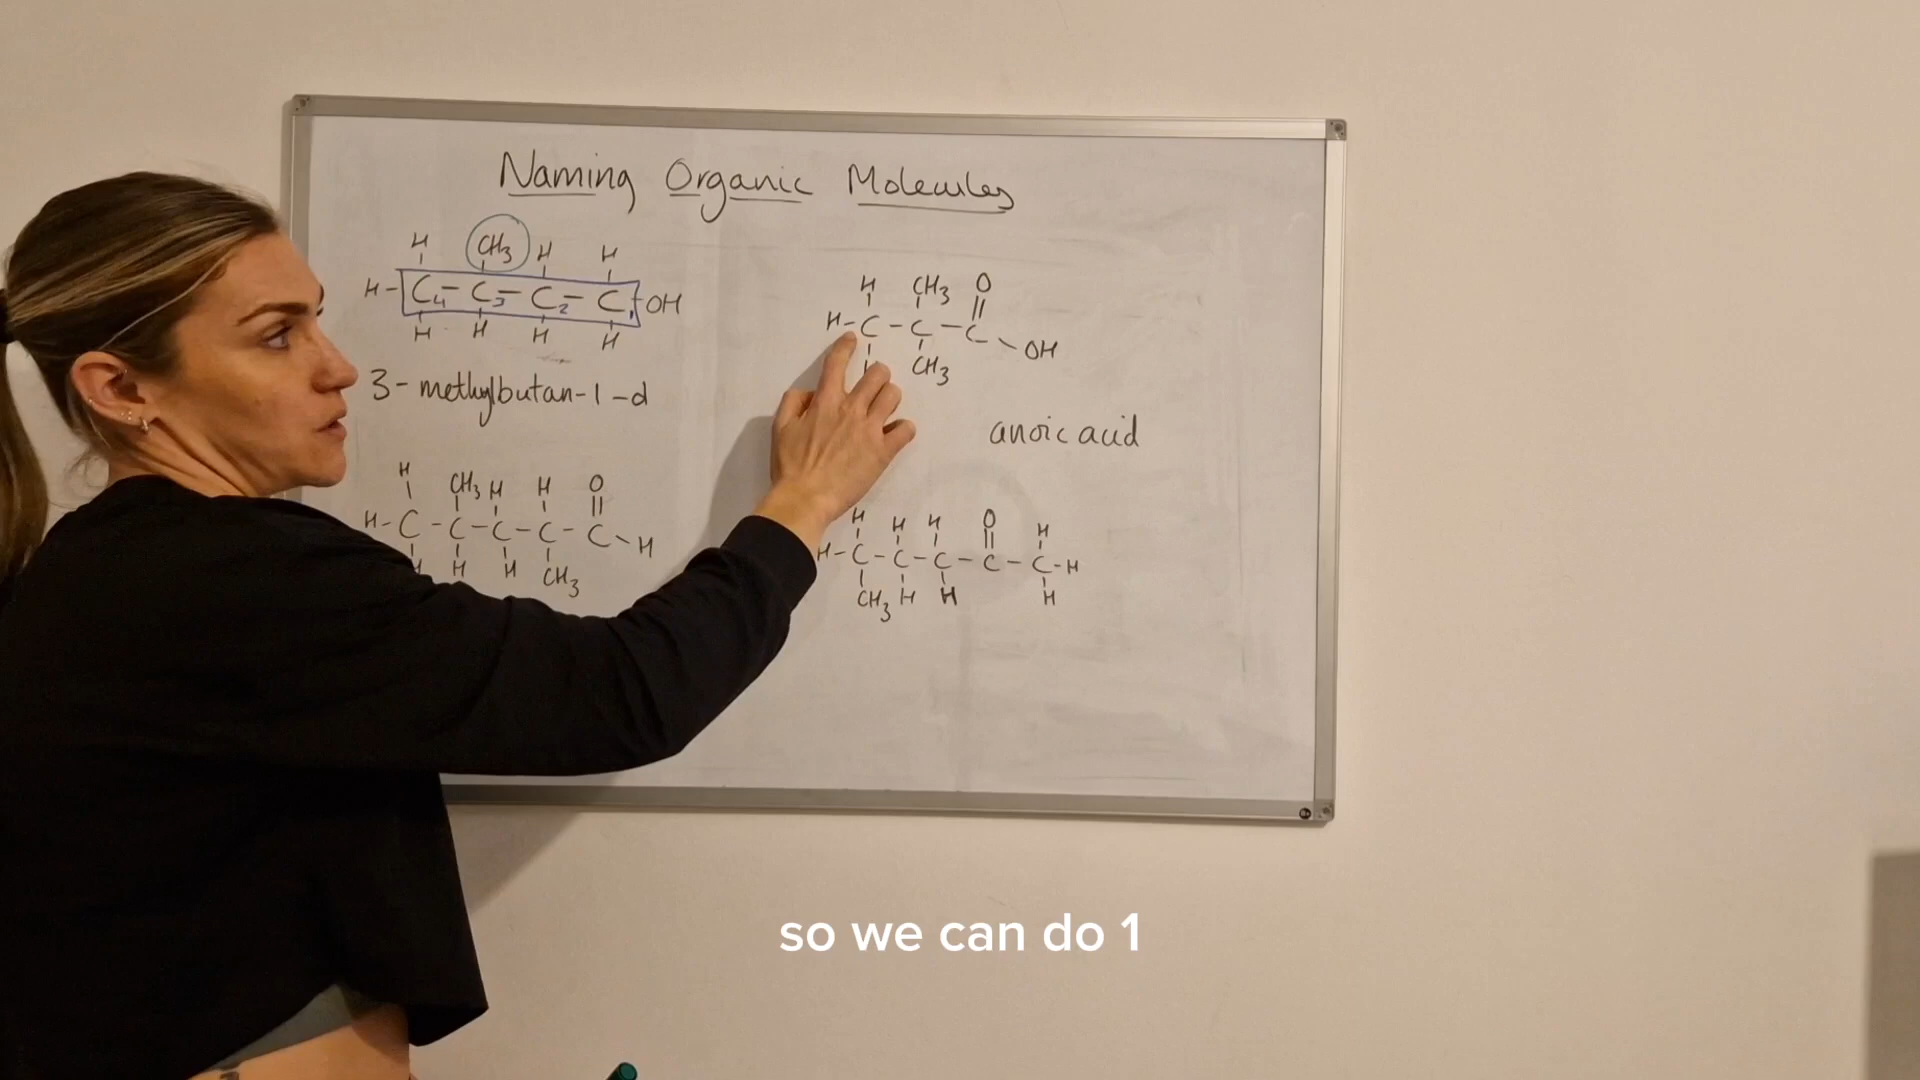 Naming Organic Molecules
H CH3 H H
H-C4-C3-C2-C1-OH
H H H H
3-methylbutan-1-ol
H CH3 O
H-C-C-C-OH
CH3
anoic acid
H CH3 H H O
H-C-C-C-C-C-H
H H H CH3
H H H O H
H-C-C-C-C-C-H
CH3 H H H
so we can do 1